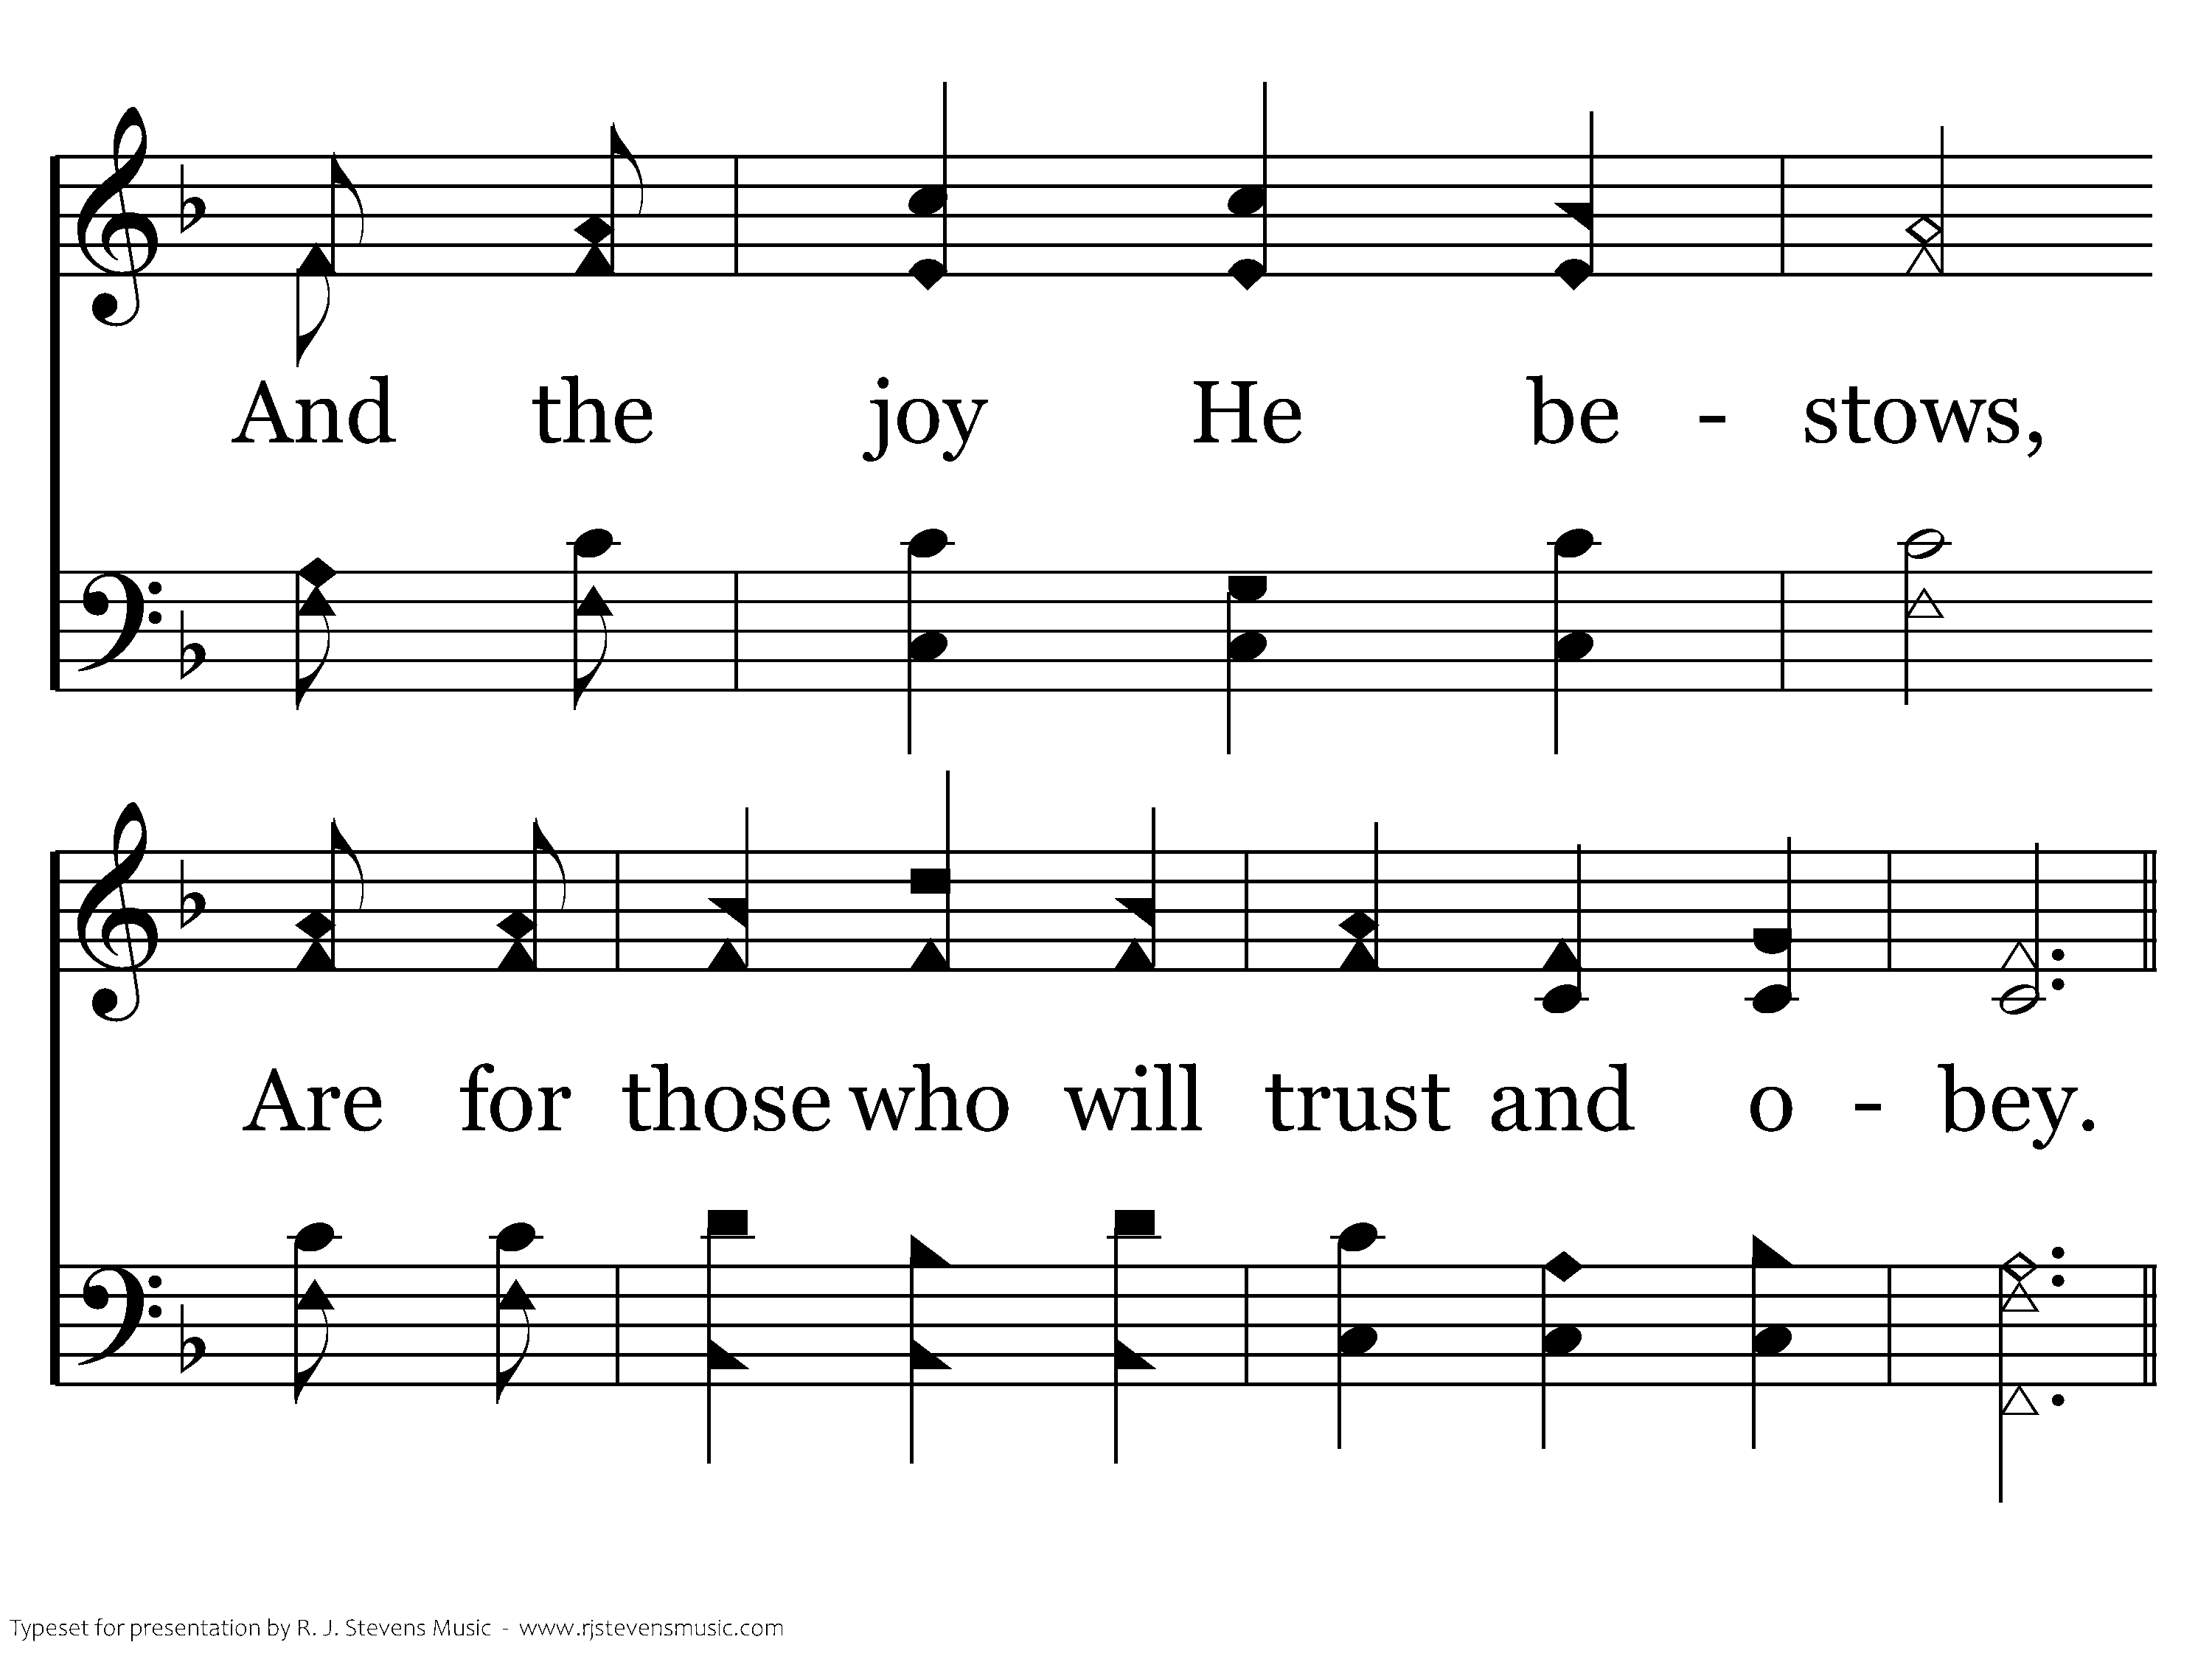 And the joy He be - stows,
Are for those who will trust and o - bey.
Typeset for presentation by R. J. Stevens Music - www.rjstevensmusic.com